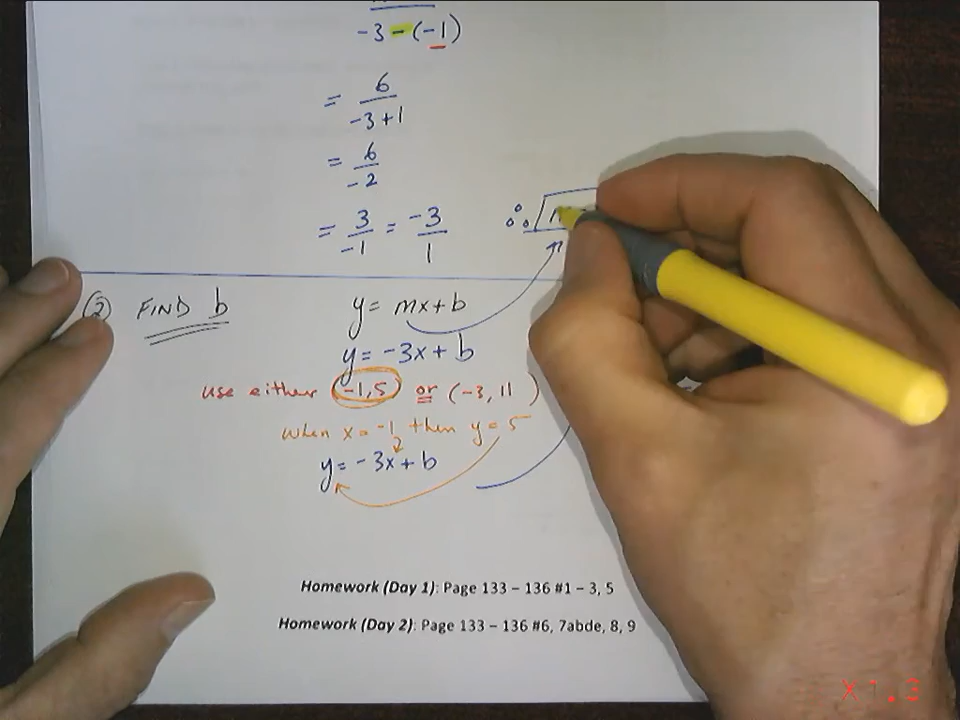 -3 - (-1)
= 6
-3+1
= 6
-2
= 3 = -3
-1 1
② FIND b
y = mx+b
y = -3x + b
use either (-1,5) or (-3, 11)
when x = -1 then y = 5
y = -3x + b
Homework (Day 1): Page 133 – 136 #1 – 3, 5
Homework (Day 2): Page 133 – 136 #6, 7abde, 8, 9
X1.3